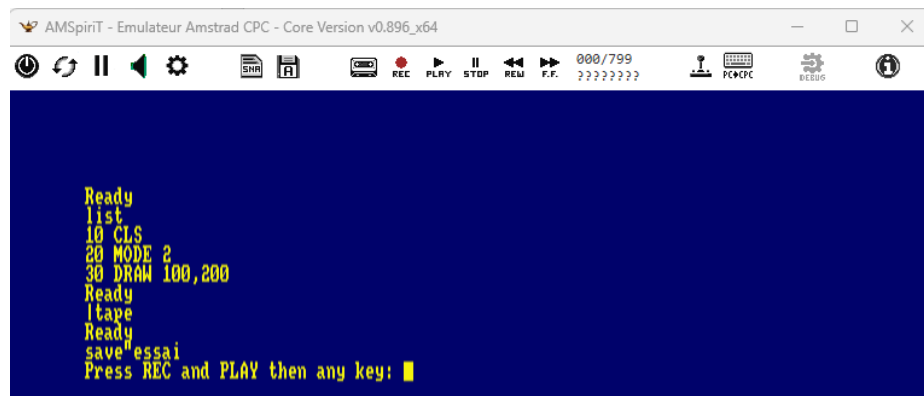 AMSpiriT - Emulateur Amstrad CPC - Core Version v0.896_x64
SNA
A
REC PLAY STOP REW F.F.
000/799
????????
PC PC
DEBUG
Ready
list
10 CLS
20 MODE 2
30 DRAW 100,200
Ready
|tape
Ready
save"essai
Press REC and PLAY then any key: